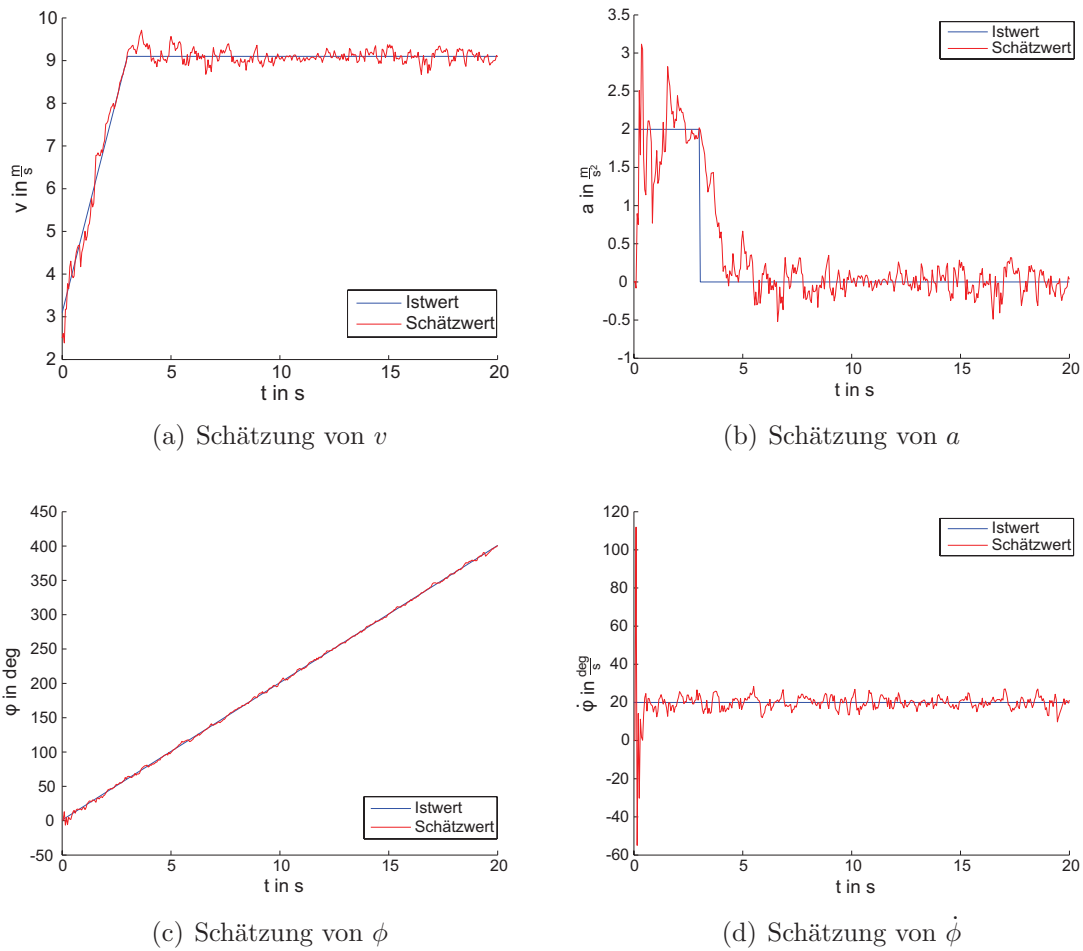 10
9
8
7
6
5
4
3
2
v in m/s
0 5 10 15 20
t in s
Istwert
Schätzwert
(a) Schätzung von v
3.5
3
2.5
2
1.5
1
0.5
0
-0.5
-1
a in m/s²
0 5 10 15 20
t in s
Istwert
Schätzwert
(b) Schätzung von a
450
400
350
300
250
200
150
100
50
0
-50
φ in deg
0 5 10 15 20
t in s
Istwert
Schätzwert
(c) Schätzung von ϕ
120
100
80
60
40
20
0
-20
-40
-60
φ̇ in deg/s
0 5 10 15 20
t in s
Istwert
Schätzwert
(d) Schätzung von ϕ̇